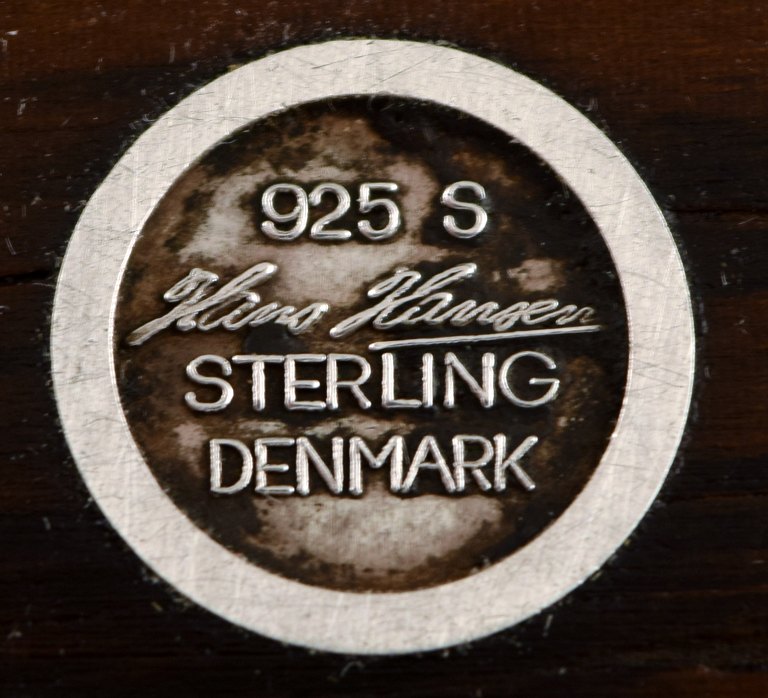 925 S
Hans Hansen
STERLING
DENMARK